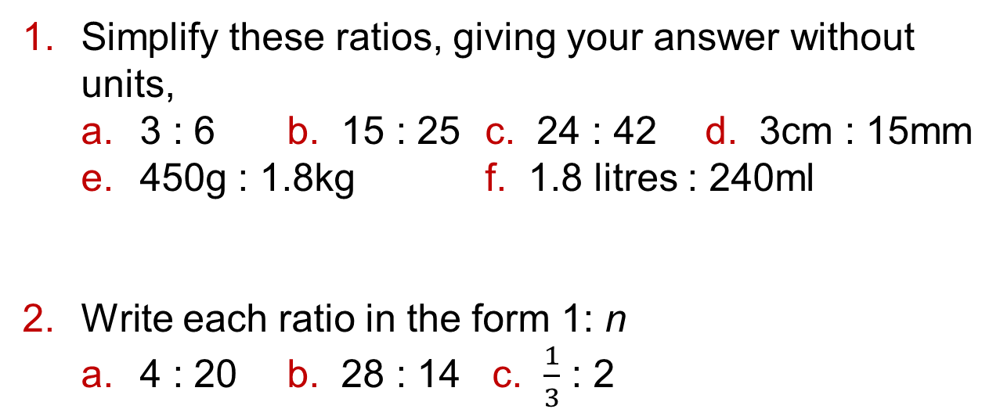 1. Simplify these ratios, giving your answer without
units,
a. 3 : 6 b. 15 : 25 c. 24 : 42 d. 3cm : 15mm
e. 450g : 1.8kg f. 1.8 litres : 240ml
2. Write each ratio in the form 1: n
a. 4 : 20 b. 28 : 14 c. 1/3 : 2